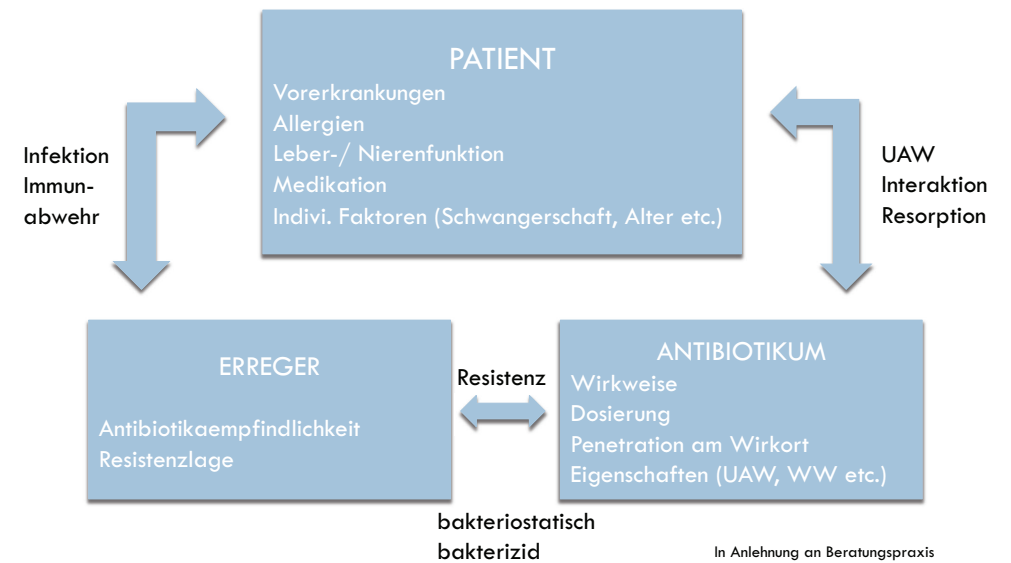 PATIENT
Vorerkrankungen
Allergien
Leber-/ Nierenfunktion
Medikation
Indivi. Faktoren (Schwangerschaft, Alter etc.)
Infektion
Immun-
abwehr
UAW
Interaktion
Resorption
ERREGER
Antibiotikaempfindlichkeit
Resistenzlage
Resistenz
ANTIBIOTIKUM
Wirkweise
Dosierung
Penetration am Wirkort
Eigenschaften (UAW, WW etc.)
bakteriostatisch
bakterizid
In Anlehnung an Beratungspraxis